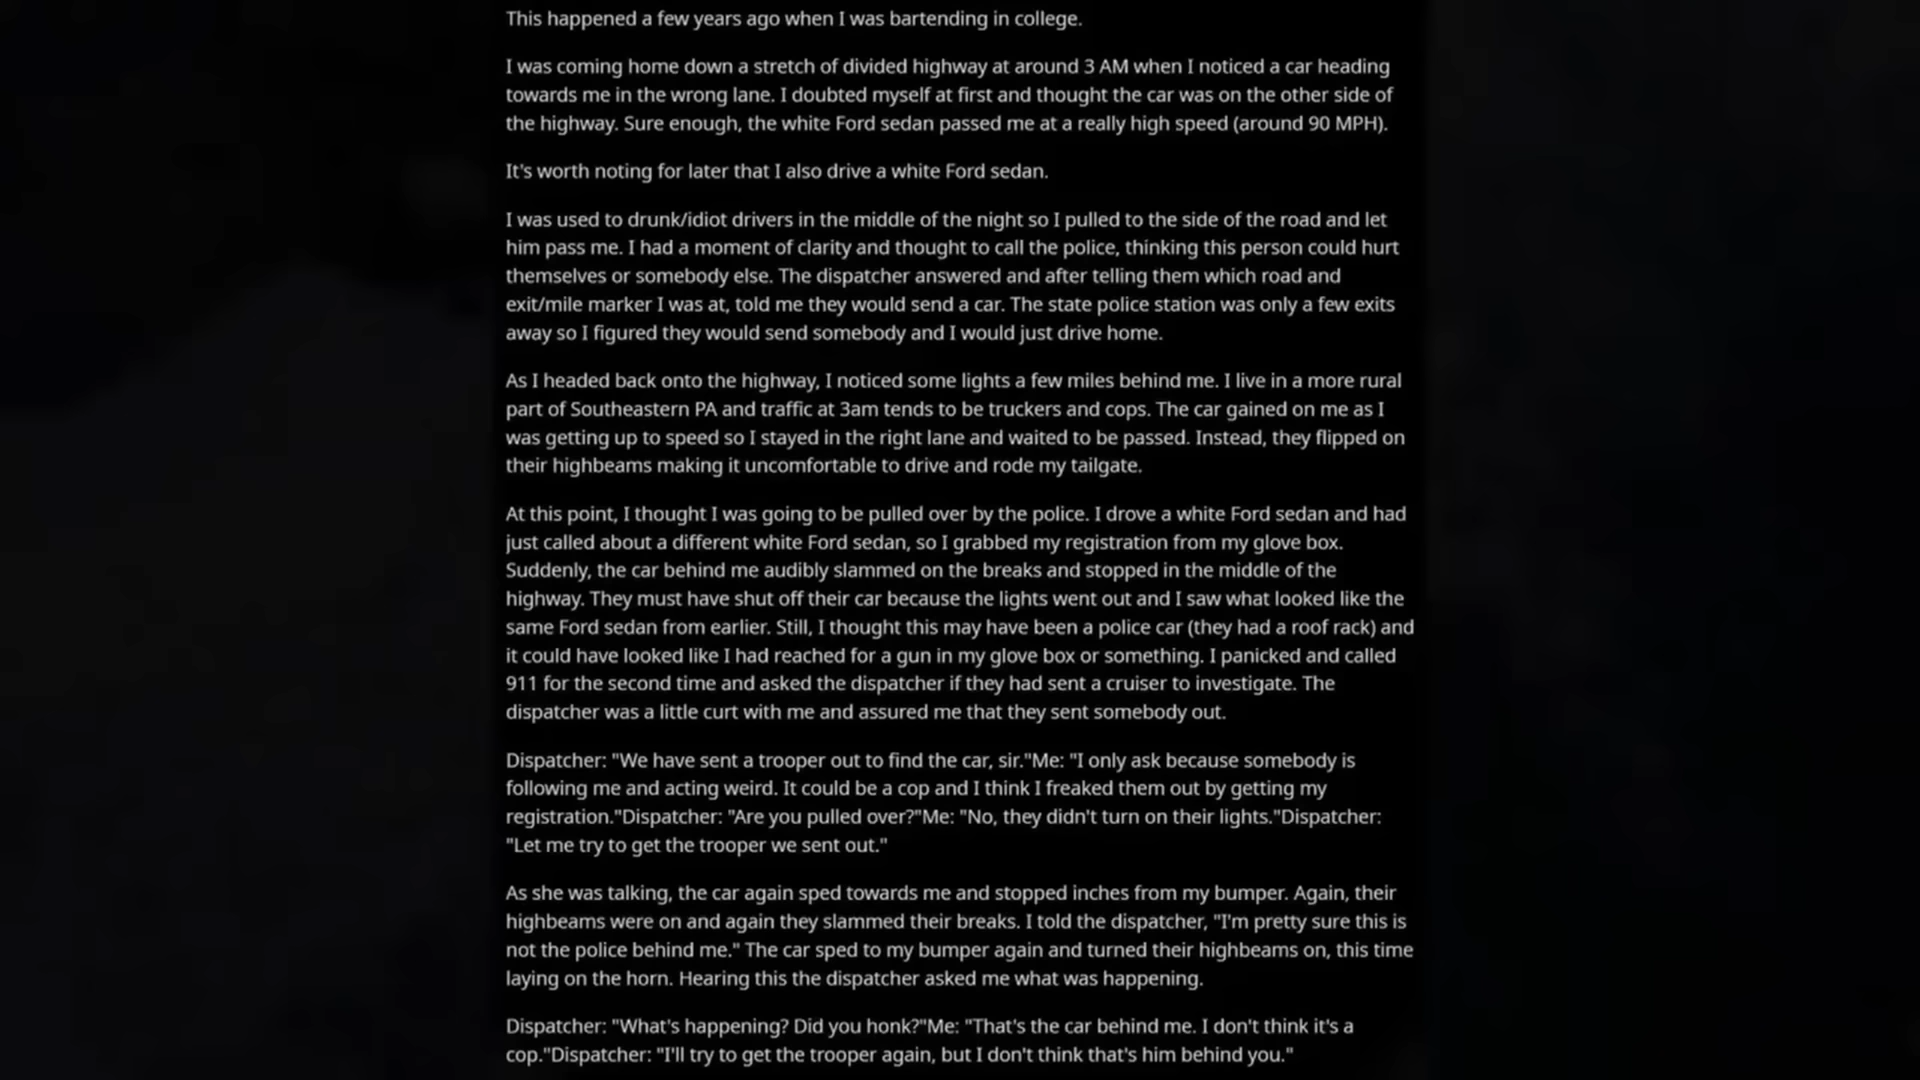 This happened a few years ago when I was bartending in college.
I was coming home down a stretch of divided highway at around 3 AM when I noticed a car heading
towards me in the wrong lane. I doubted myself at first and thought the car was on the other side of
the highway. Sure enough, the white Ford sedan passed me at a really high speed (around 90 MPH).
It's worth noting for later that I also drive a white Ford sedan.
I was used to drunk/idiot drivers in the middle of the night so I pulled to the side of the road and let
him pass me. I had a moment of clarity and thought to call the police, thinking this person could hurt
themselves or somebody else. The dispatcher answered and after telling them which road and
exit/mile marker I was at, told me they would send a car. The state police station was only a few exits
away so I figured they would send somebody and I would just drive home.
As I headed back onto the highway, I noticed some lights a few miles behind me. I live in a more rural
part of Southeastern PA and traffic at 3am tends to be truckers and cops. The car gained on me as I
was getting up to speed so I stayed in the right lane and waited to be passed. Instead, they flipped on
their highbeams making it uncomfortable to drive and rode my tailgate.
At this point, I thought I was going to be pulled over by the police. I drove a white Ford sedan and had
just called about a different white Ford sedan, so I grabbed my registration from my glove box.
Suddenly, the car behind me audibly slammed on the breaks and stopped in the middle of the
highway. They must have shut off their car because the lights went out and I saw what looked like the
same Ford sedan from earlier. Still, I thought this may have been a police car (they had a roof rack) and
it could have looked like I had reached for a gun in my glove box or something. I panicked and called
911 for the second time and asked the dispatcher if they had sent a cruiser to investigate. The
dispatcher was a little curt with me and assured me that they sent somebody out.
Dispatcher: "We have sent a trooper out to find the car, sir."Me: "I only ask because somebody is
following me and acting weird. It could be a cop and I think I freaked them out by getting my
registration."Dispatcher: "Are you pulled over?"Me: "No, they didn't turn on their lights."Dispatcher:
"Let me try to get the trooper we sent out."
As she was talking, the car again sped towards me and stopped inches from my bumper. Again, their
highbeams were on and again they slammed their breaks. I told the dispatcher, "I'm pretty sure this is
not the police behind me." The car sped to my bumper again and turned their highbeams on, this time
laying on the horn. Hearing this the dispatcher asked me what was happening.
Dispatcher: "What's happening? Did you honk?"Me: "That's the car behind me. I don't think it's a
cop."Dispatcher: "I'll try to get the trooper again, but I don't think that's him behind you."